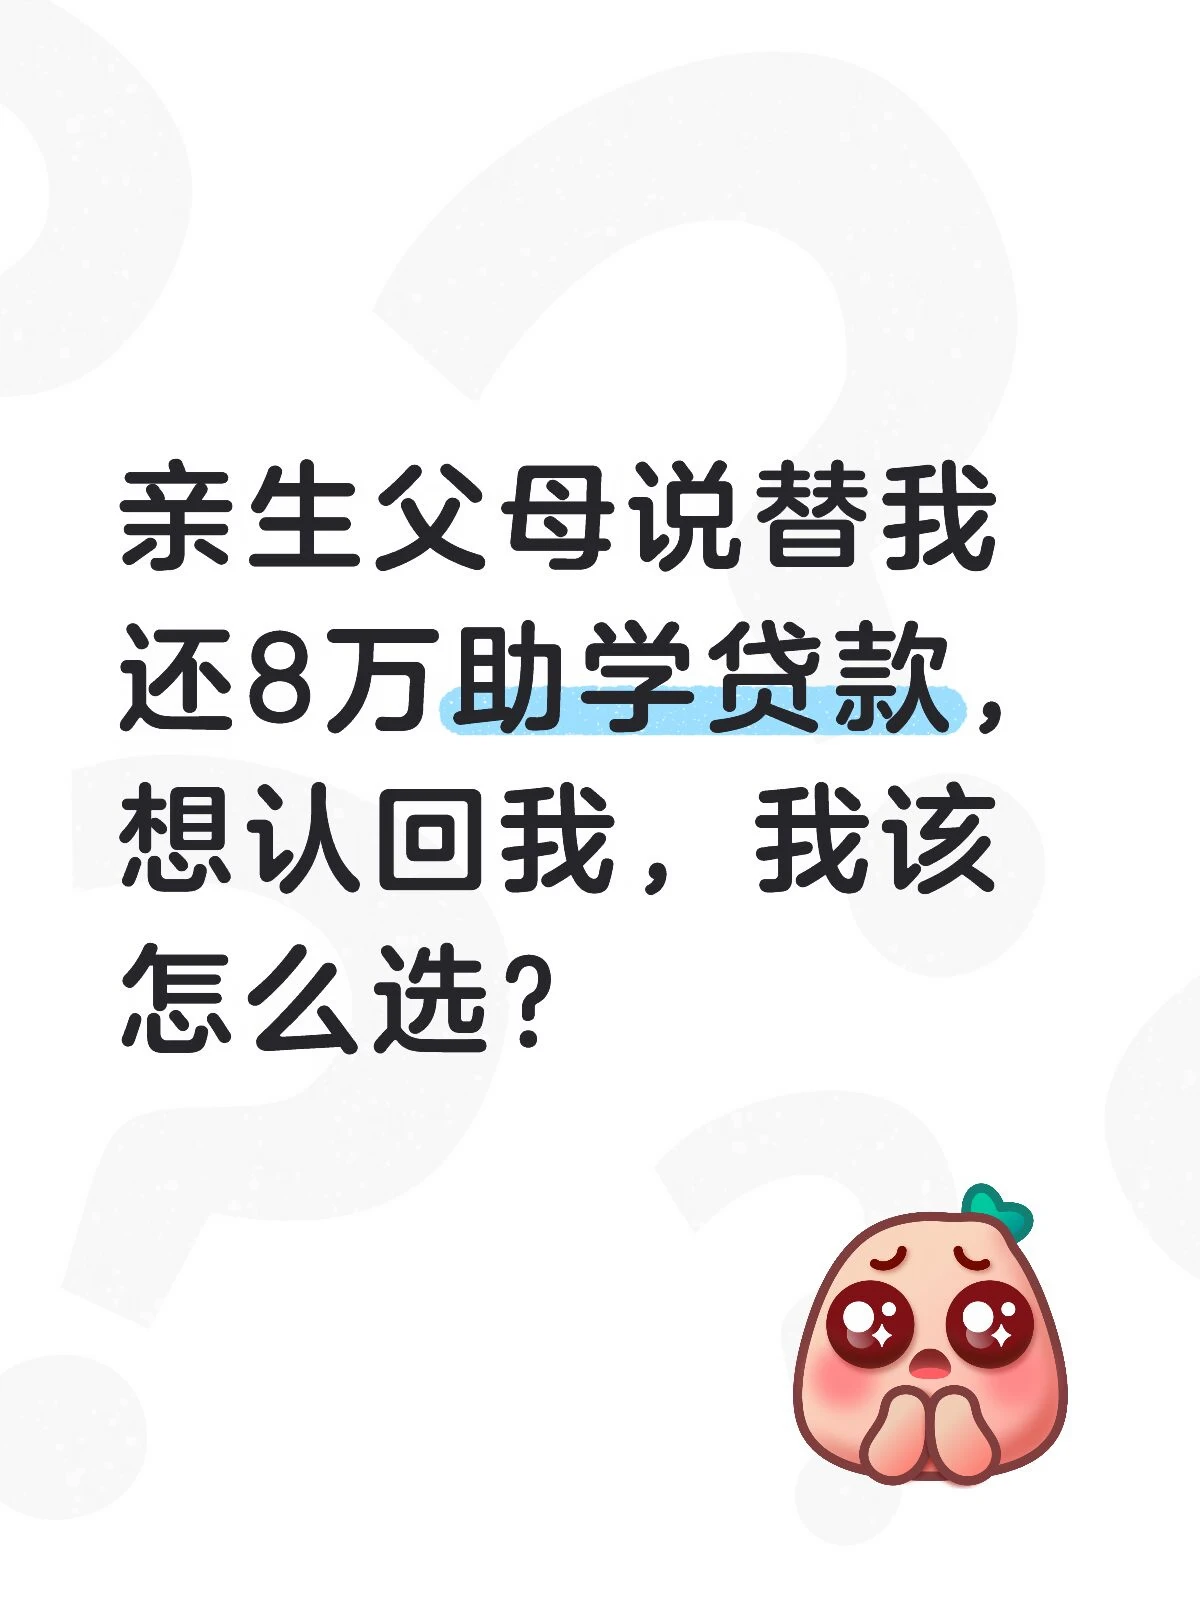 亲生父母说替我
还8万助学贷款，
想认回我，我该
怎么选？